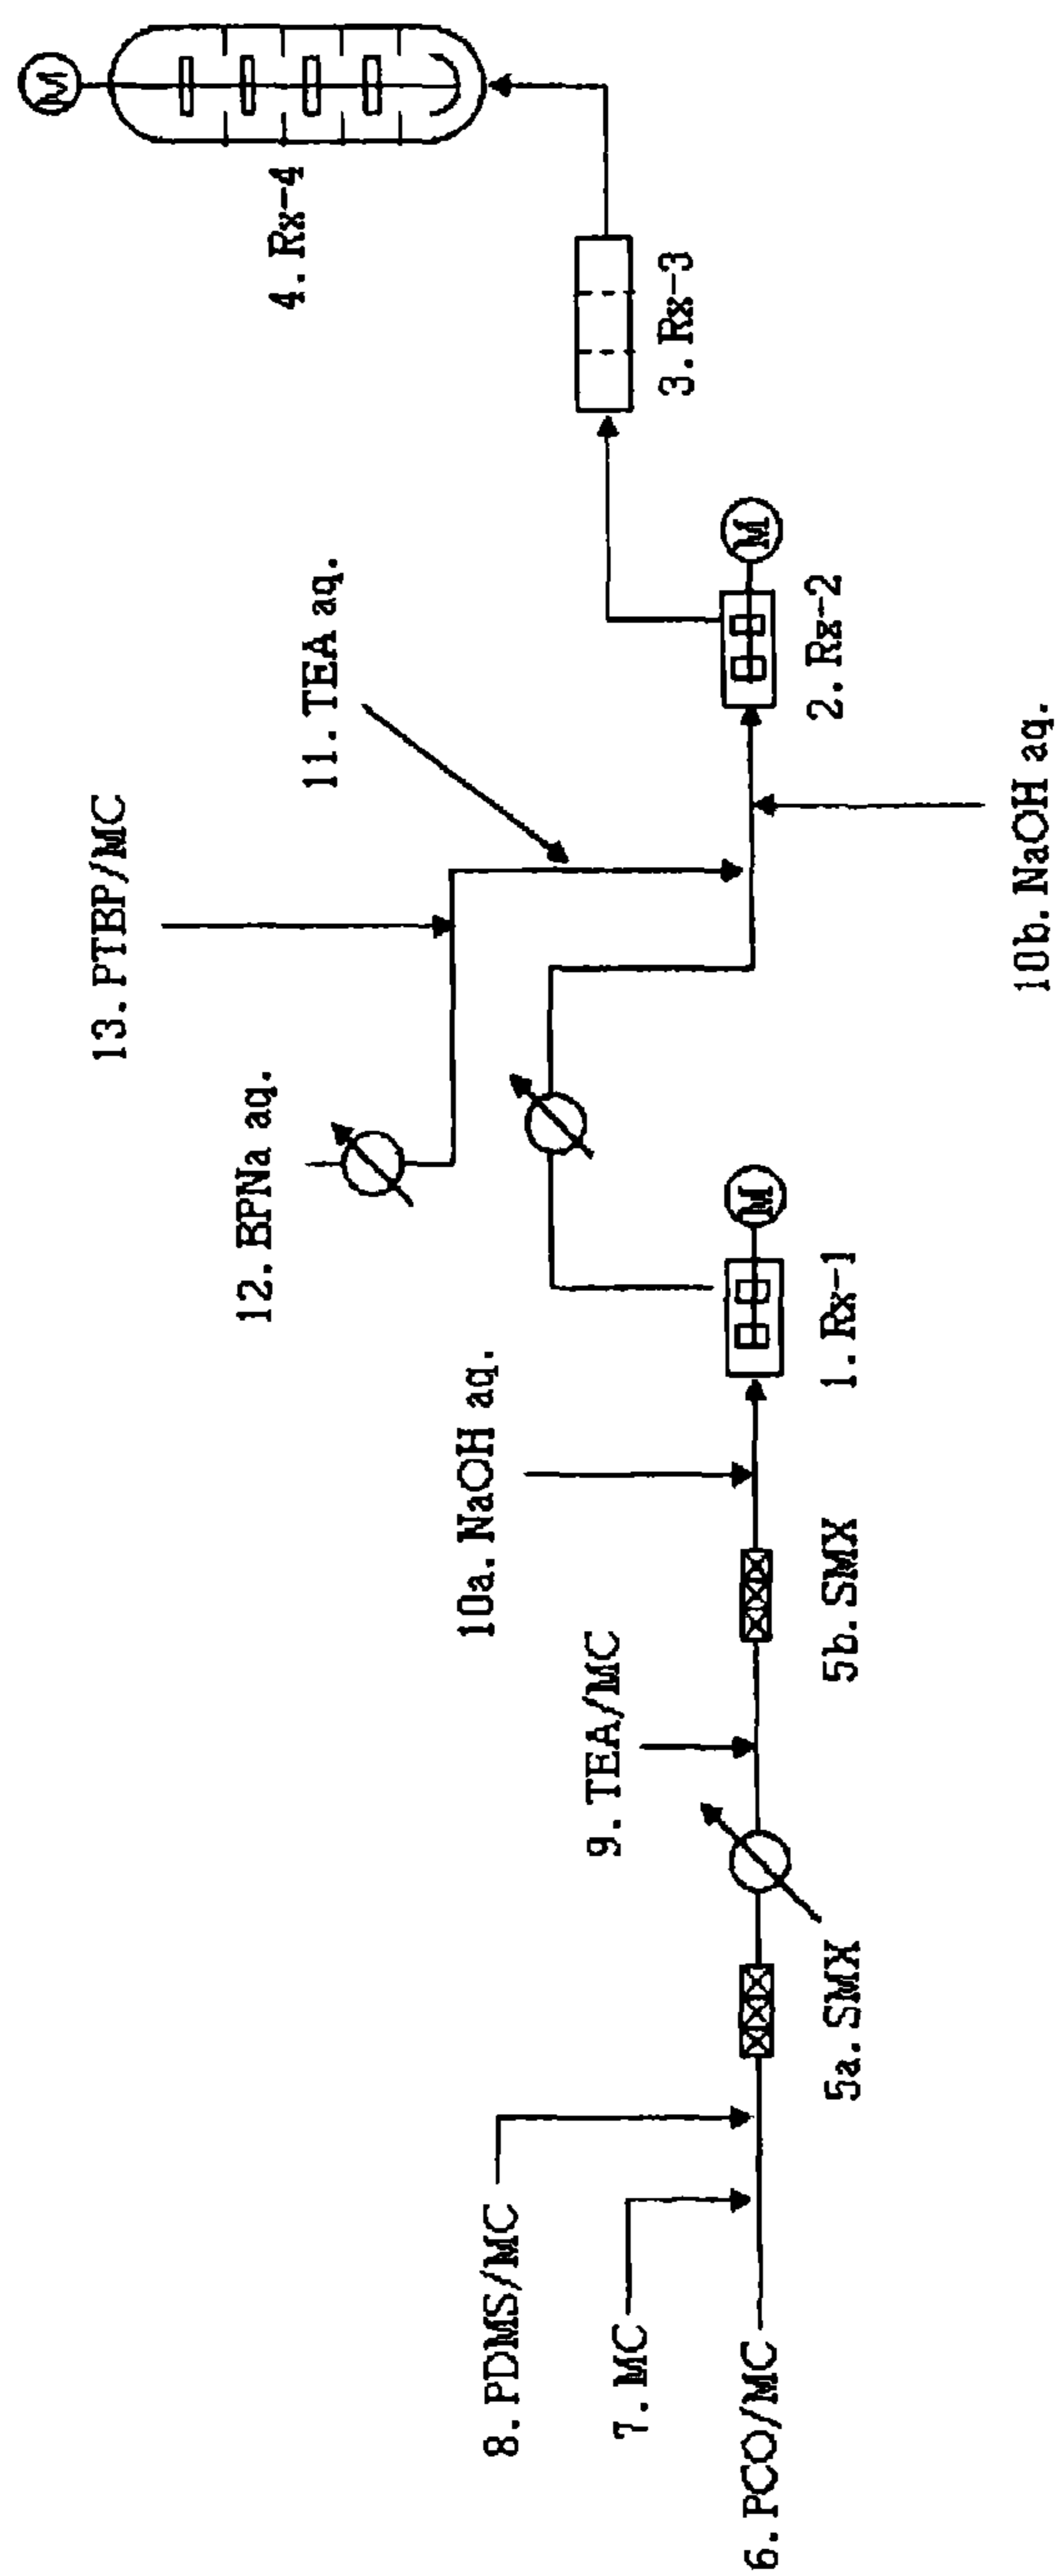 6. PCO/MC
7. MC
8. PDMS/MC
5a. SMX
9. TEA/MC
5b. SMX
10a. NaOH aq.
1. Rx-1
M
12. BPNa aq.
13. PTBP/MC
11. TEA aq.
10b. NaOH aq.
2. Rx-2
M
3. Rx-3
4. Rx-4
M